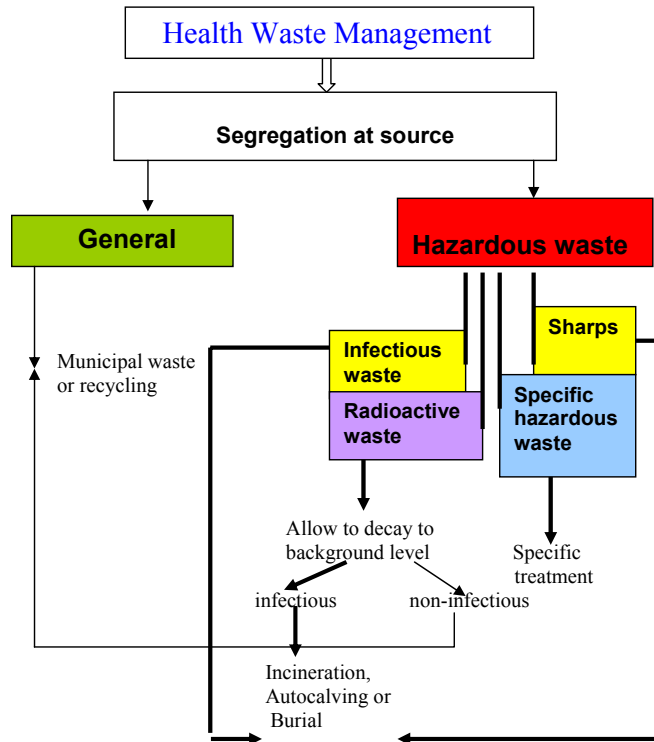 Health Waste Management
Segregation at source
General
Hazardous waste
Municipal waste
or recycling
Infectious
waste
Sharps
Radioactive
waste
Specific
hazardous
waste
Allow to decay to
background level
Specific
treatment
infectious
non-infectious
Incineration,
Autocalving or
Burial